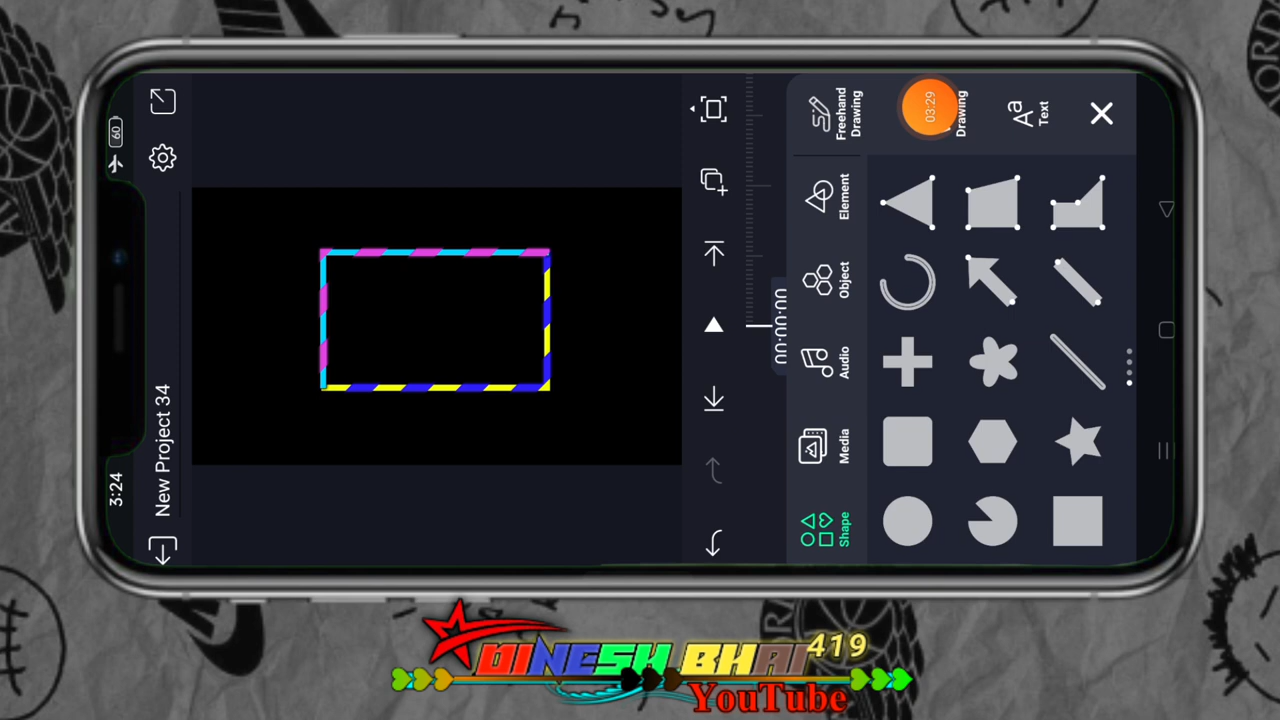 3:24
60
New Project 34
00:00:00
Shape
Media
Audio
Object
Element
Freehand
Drawing
03:29
Drawing
Aa
Text
DINESH BHAI 419
YouTube